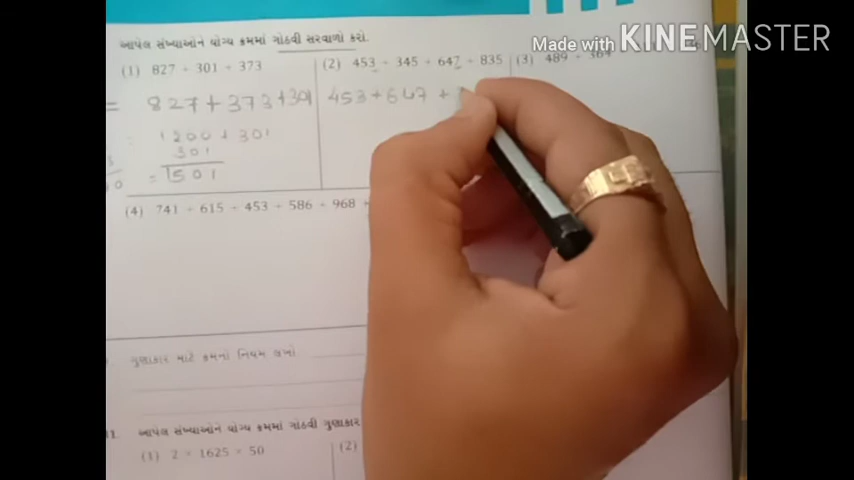 Made with KINEMASTER
આપેલ સંખ્યાઓને યોગ્ય ક્રમમાં ગોઠવી સરવાળો કરો.
(1) 827 + 301 + 373
(2) 453 + 345 + 647 + 835
(3) 489 + 364
= 827 + 373 + 301
453 + 647 +
1200 + 301
301
= 1501
(4) 741 + 615 + 453 + 586 + 968 +
ગુણાકાર માટે ક્રમનો નિયમ લખો
આપેલ સંખ્યાઓને યોગ્ય ક્રમમાં ગોઠવી ગુણાકાર
(1) 2 × 1625 × 50
(2)